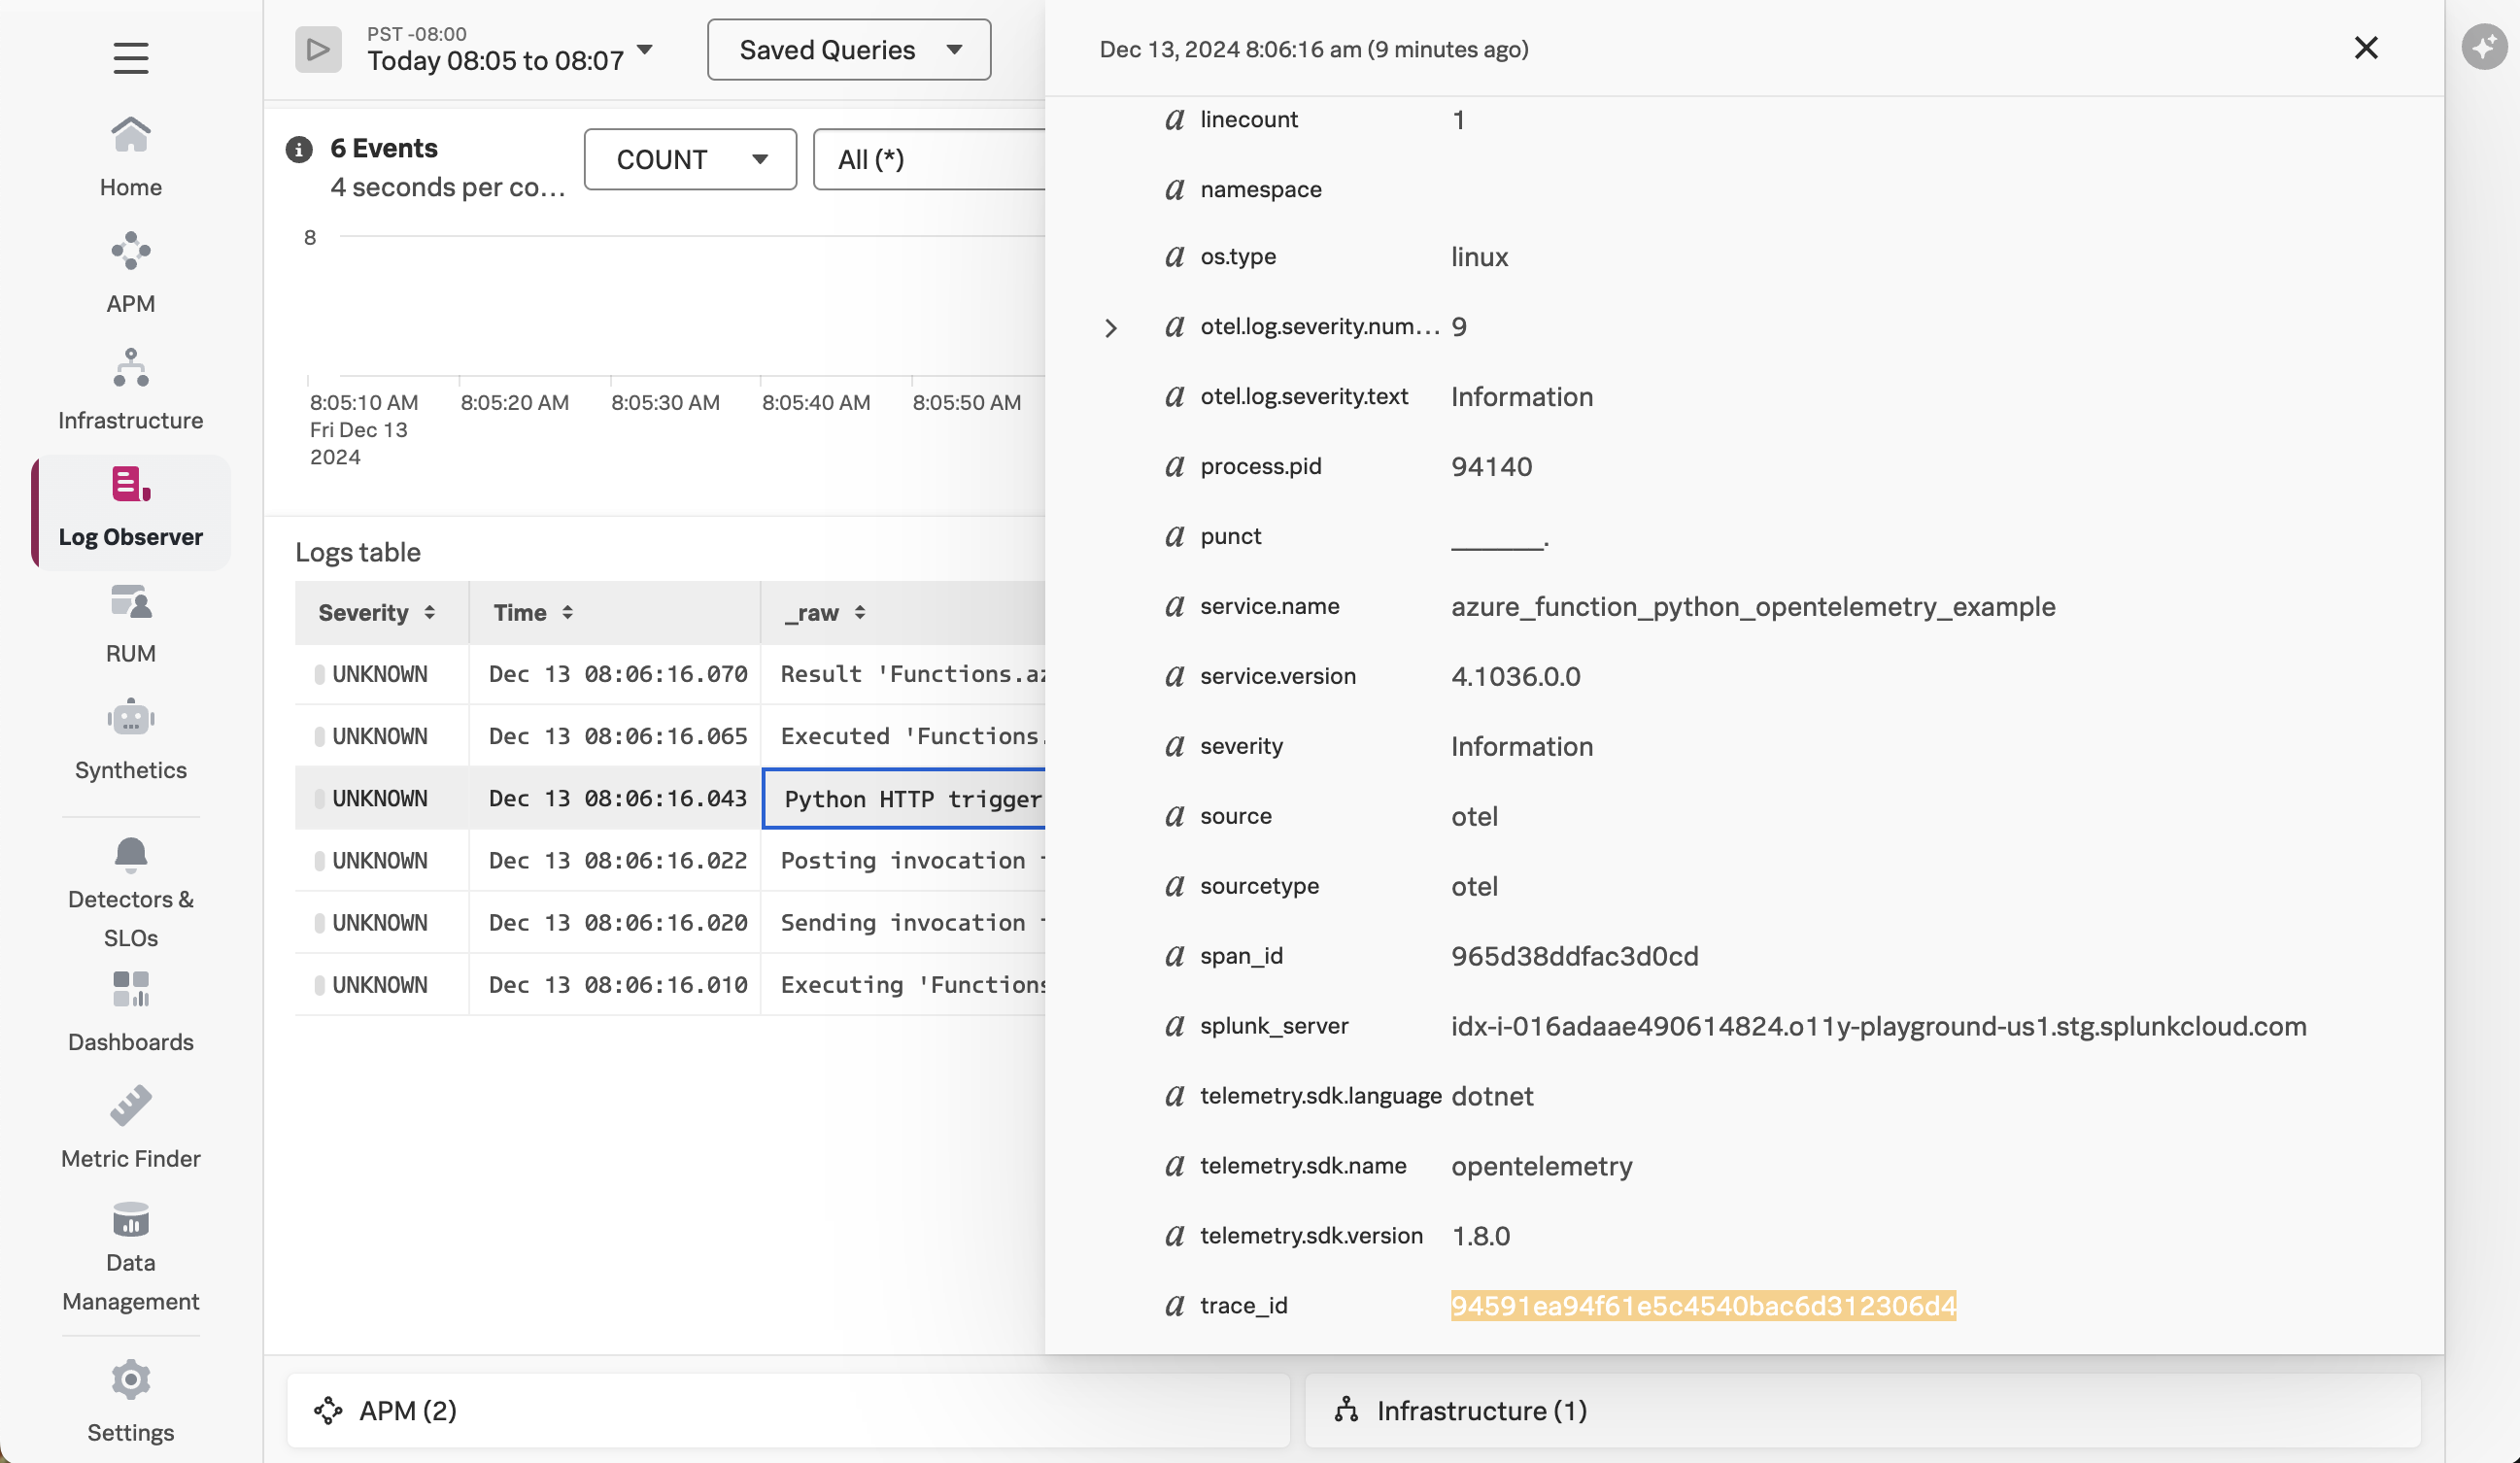 Home
APM
Infrastructure
Log Observer
RUM
Synthetics
Detectors &
SLOs
Dashboards
Metric Finder
Data
Management
Settings
PST -08:00
Today 08:05 to 08:07
Saved Queries
6 Events
4 seconds per co...
COUNT
All (*)
8
8:05:10 AM 8:05:20 AM 8:05:30 AM 8:05:40 AM 8:05:50 AM
Fri Dec 13
2024
Logs table
Severity Time _raw
UNKNOWN Dec 13 08:06:16.070 Result 'Functions.az
UNKNOWN Dec 13 08:06:16.065 Executed 'Functions.
UNKNOWN Dec 13 08:06:16.043 Python HTTP trigger
UNKNOWN Dec 13 08:06:16.022 Posting invocation
UNKNOWN Dec 13 08:06:16.020 Sending invocation
UNKNOWN Dec 13 08:06:16.010 Executing 'Functions
Dec 13, 2024 8:06:16 am (9 minutes ago)
a linecount 1
a namespace
a os.type linux
a otel.log.severity.num... 9
a otel.log.severity.text Information
a process.pid 94140
a punct _______.
a service.name azure_function_python_opentelemetry_example
a service.version 4.1036.0.0
a severity Information
a source otel
a sourcetype otel
a span_id 965d38ddfac3d0cd
a splunk_server idx-i-016adaae490614824.o11y-playground-us1.stg.splunkcloud.com
a telemetry.sdk.language dotnet
a telemetry.sdk.name opentelemetry
a telemetry.sdk.version 1.8.0
a trace_id 94591ea94f61e5c4540bac6d312306d4
APM (2)
Infrastructure (1)